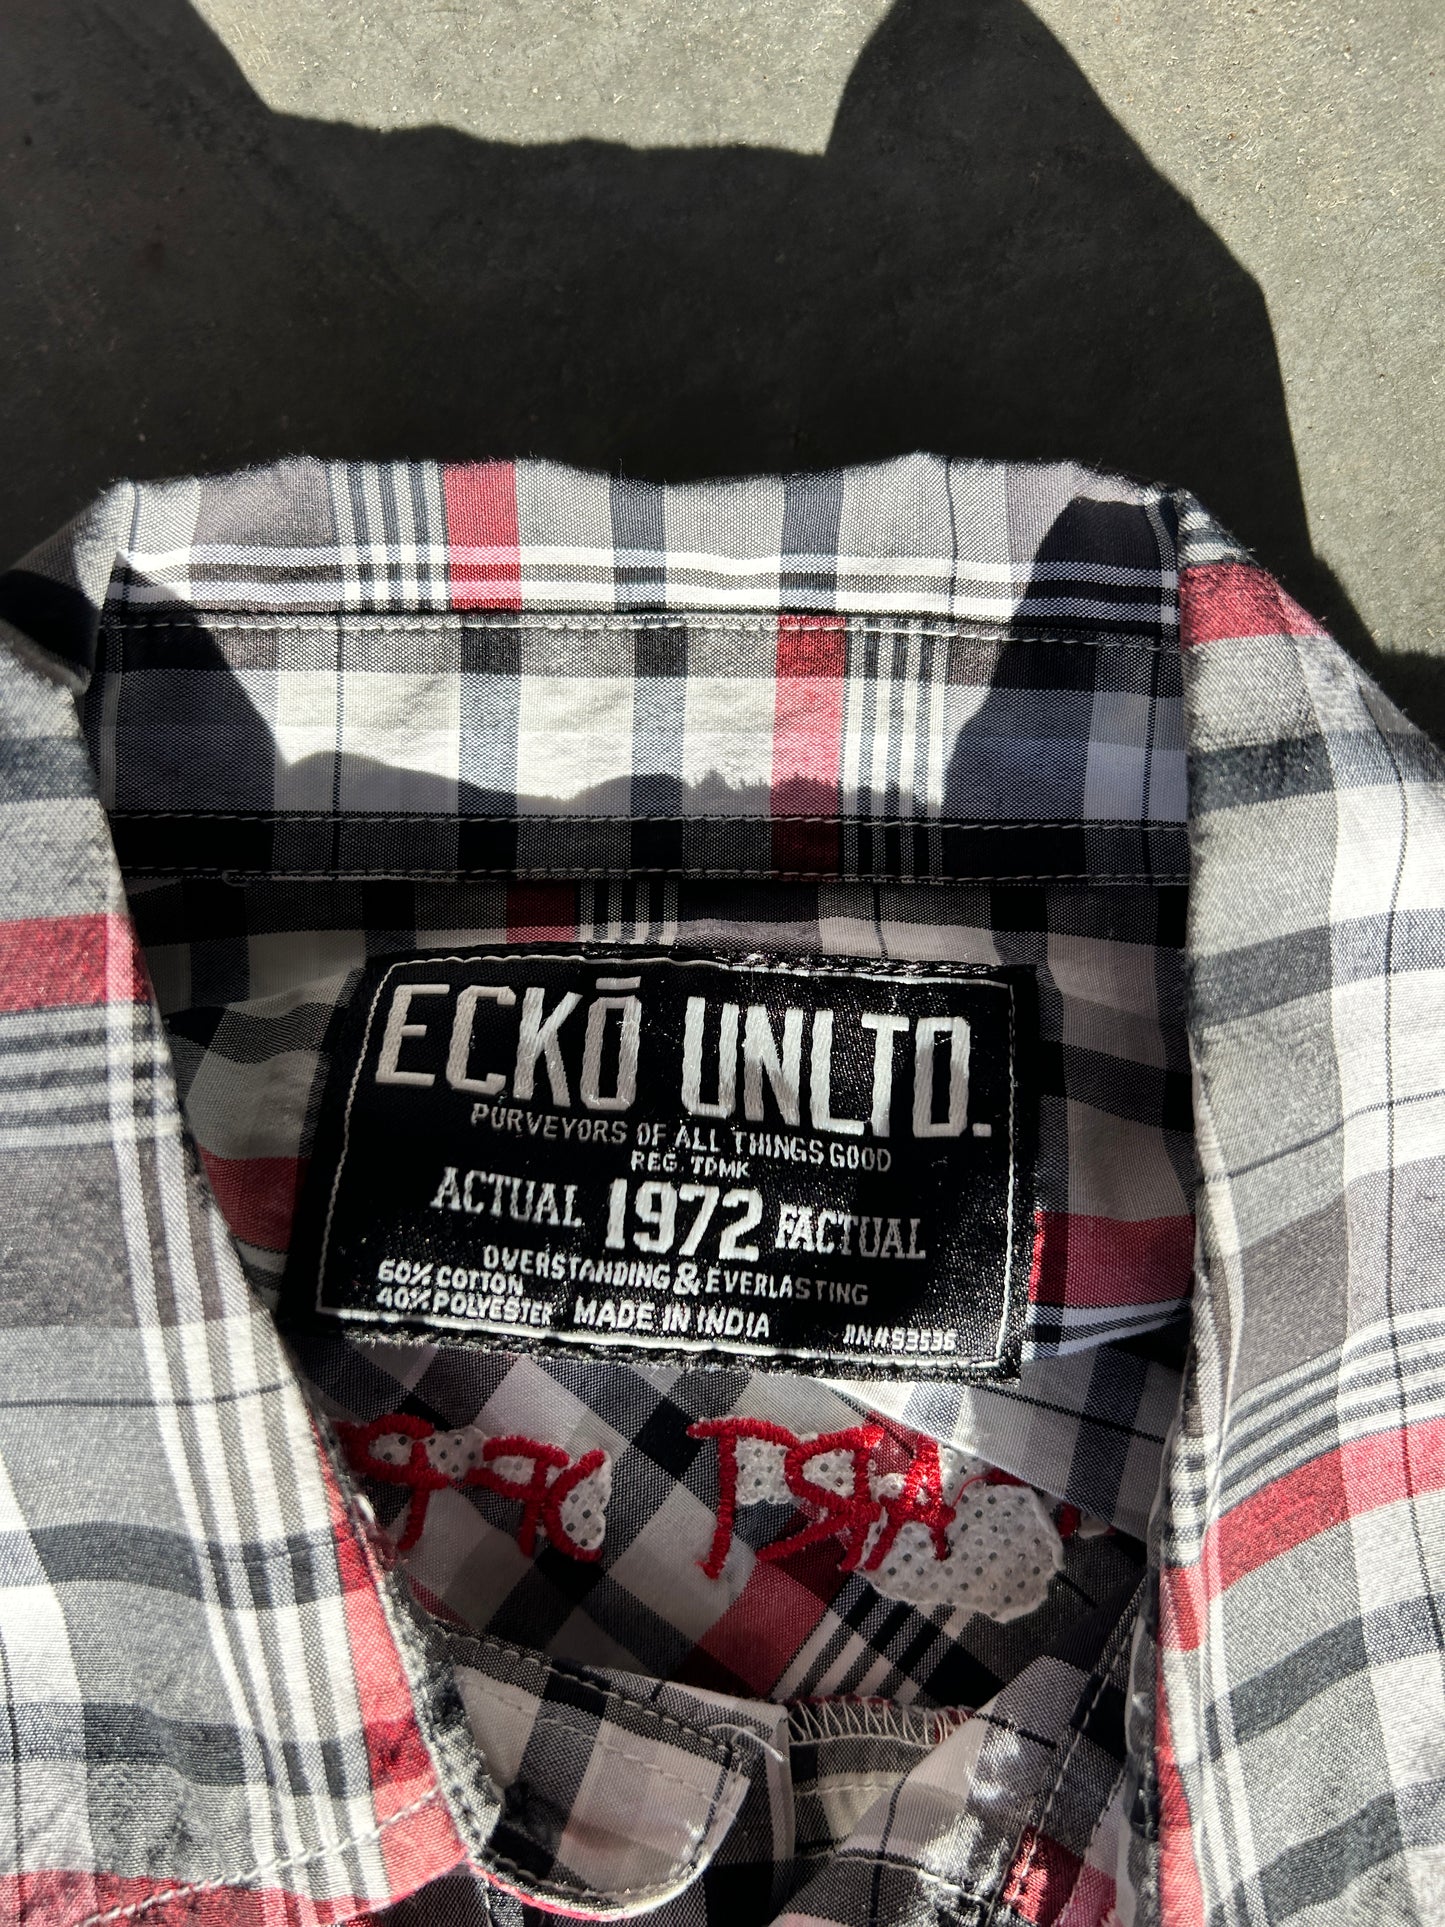 ECKŌ UNLTD.
PURVEYORS OF ALL THINGS GOOD
REG TDMK
ACTUAL 1972 FACTUAL
OVERSTANDING & EVERLASTING
60% COTTON
40% POLYESTER MADE IN INDIA